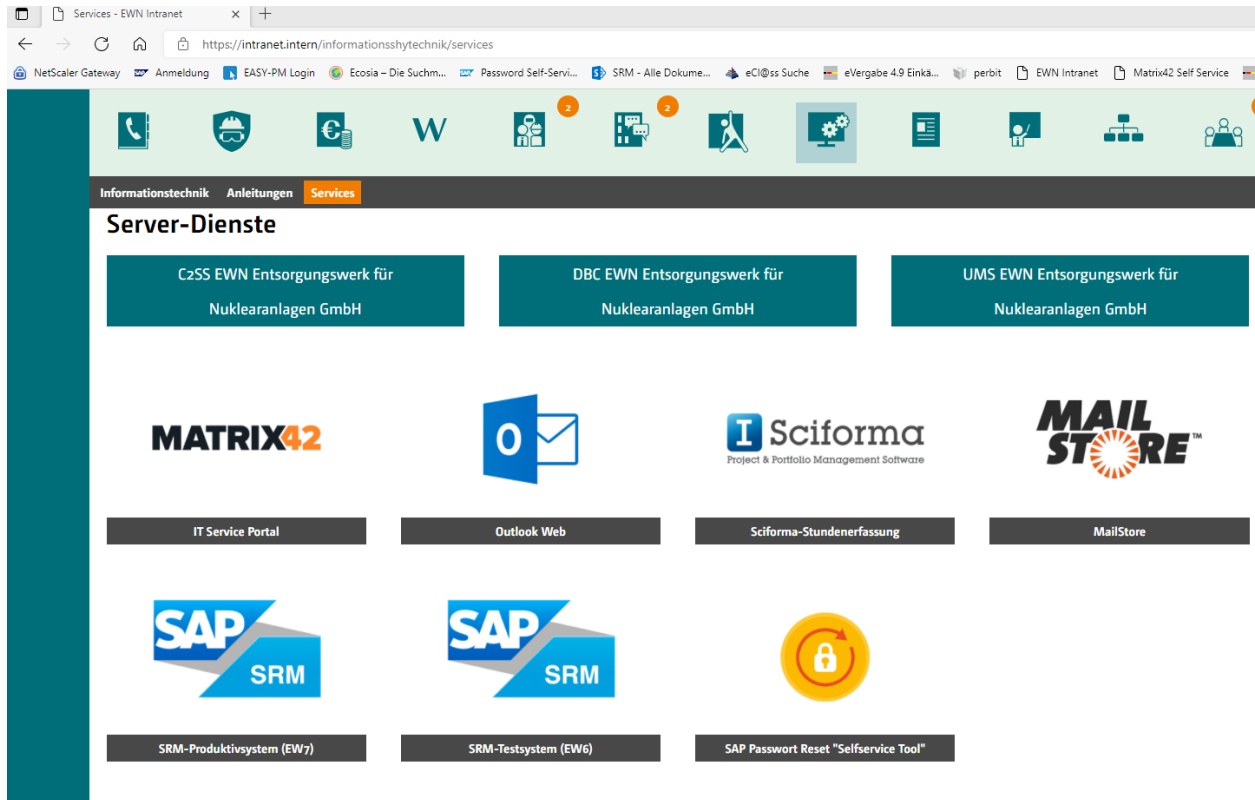 Services - EWN Intranet
https://intranet.intern/informationsshytechnik/services
NetScaler Gateway Anmeldung EASY-PM Login Ecosia – Die Suchm... Password Self-Servi... SRM - Alle Dokume... eCl@ss Suche eVergabe 4.9 Einkä... perbit EWN Intranet Matrix42 Self Service
2 2
W
Informationstechnik Anleitungen Services
Server-Dienste
C2SS EWN Entsorgungswerk für
Nuklearanlagen GmbH
DBC EWN Entsorgungswerk für
Nuklearanlagen GmbH
UMS EWN Entsorgungswerk für
Nuklearanlagen GmbH
MATRIX42
IT Service Portal
Outlook Web
Sciforma
Project & Portfolio Management Software
Sciforma-Stundenerfassung
MAIL
STORE™
MailStore
SAP
SRM
SRM-Produktivsystem (EW7)
SAP
SRM
SRM-Testsystem (EW6)
SAP Passwort Reset "Selfservice Tool"